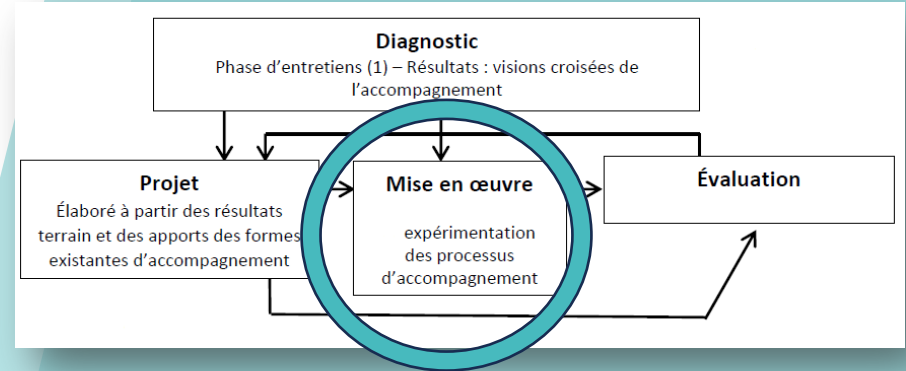 Diagnostic
Phase d’entretiens (1) – Résultats : visions croisées de
l’accompagnement
Projet
Élaboré à partir des résultats
terrain et des apports des formes
existantes d’accompagnement
Mise en œuvre
expérimentation
des processus
d’accompagnement
Évaluation